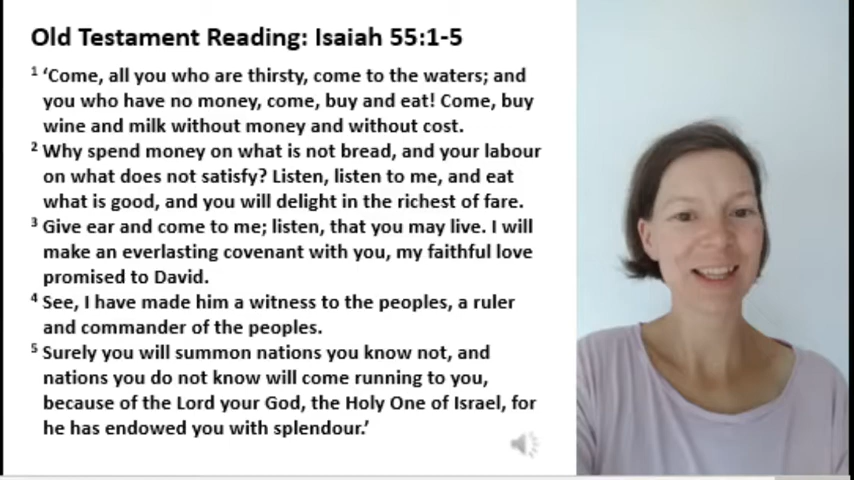 Old Testament Reading: Isaiah 55:1-5
1 ‘Come, all you who are thirsty, come to the waters; and
you who have no money, come, buy and eat! Come, buy
wine and milk without money and without cost.
2 Why spend money on what is not bread, and your labour
on what does not satisfy? Listen, listen to me, and eat
what is good, and you will delight in the richest of fare.
3 Give ear and come to me; listen, that you may live. I will
make an everlasting covenant with you, my faithful love
promised to David.
4 See, I have made him a witness to the peoples, a ruler
and commander of the peoples.
5 Surely you will summon nations you know not, and
nations you do not know will come running to you,
because of the Lord your God, the Holy One of Israel, for
he has endowed you with splendour.’